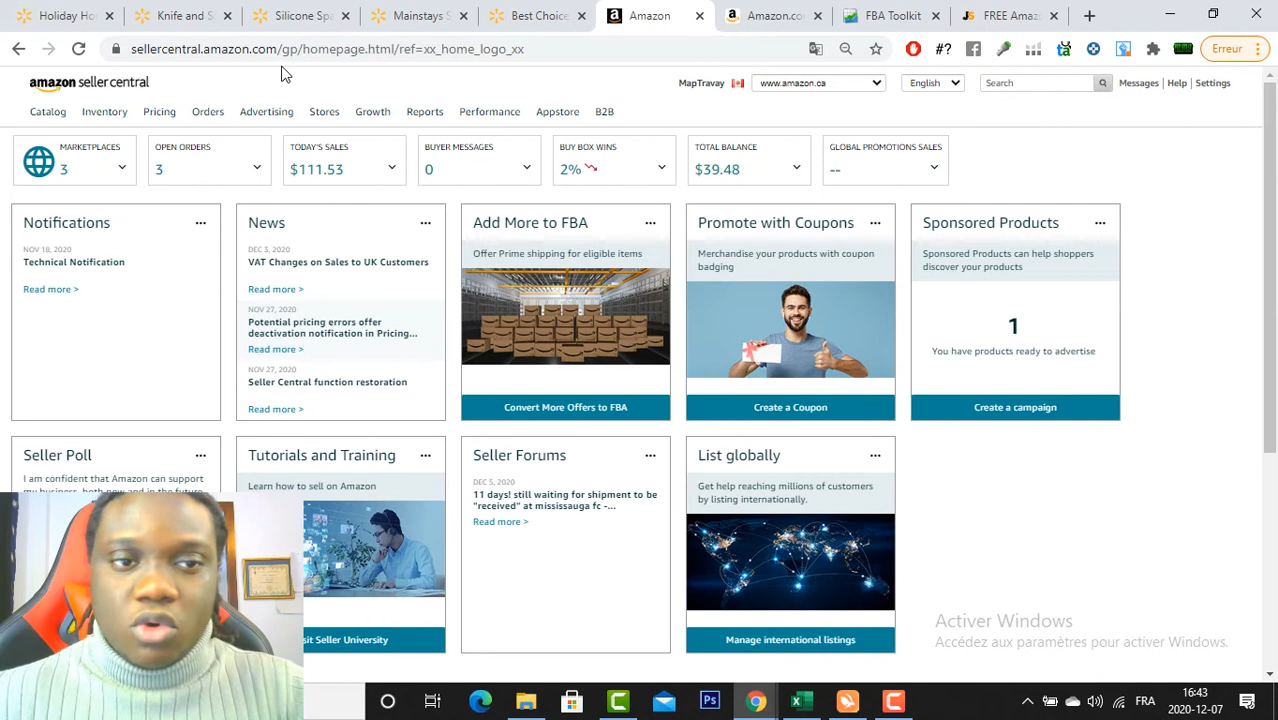 Holiday Ho
Knife and S
Silicone Spa
Mainstays S
Best Choice
Amazon
Amazon.co
FBA Toolkit
FREE Amaz
sellercentral.amazon.com/gp/homepage.html/ref=xx_home_logo_xx
#?
Erreur
amazon seller central
MapTravay
www.amazon.ca
English
Search
Messages | Help | Settings
Catalog Inventory Pricing Orders Advertising Stores Growth Reports Performance Appstore B2B
MARKETPLACES
3
OPEN ORDERS
3
TODAY'S SALES
$111.53
BUYER MESSAGES
0
BUY BOX WINS
2%
TOTAL BALANCE
$39.48
GLOBAL PROMOTIONS SALES
--
Notifications
NOV 18, 2020
Technical Notification
Read more >
News
DEC 3, 2020
VAT Changes on Sales to UK Customers
Read more >
NOV 27, 2020
Potential pricing errors offer
deactivation notification in Pricing...
Read more >
NOV 27, 2020
Seller Central function restoration
Read more >
Add More to FBA
Offer Prime shipping for eligible items
Convert More Offers to FBA
Promote with Coupons
Merchandise your products with coupon
badging
Create a Coupon
Sponsored Products
Sponsored Products can help shoppers
discover your products
1
You have products ready to advertise
Create a campaign
Seller Poll
I am confident that Amazon can support
my business, both now and in the future
Tutorials and Training
Learn how to sell on Amazon
sit Seller University
Seller Forums
DEC 5, 2020
11 days! still waiting for shipment to be
"received" at mississauga fc -...
Read more >
List globally
Get help reaching millions of customers
by listing internationally.
Manage international listings
Activer Windows
Accédez aux paramètres pour activer Windows.
FRA
16:43
2020-12-07